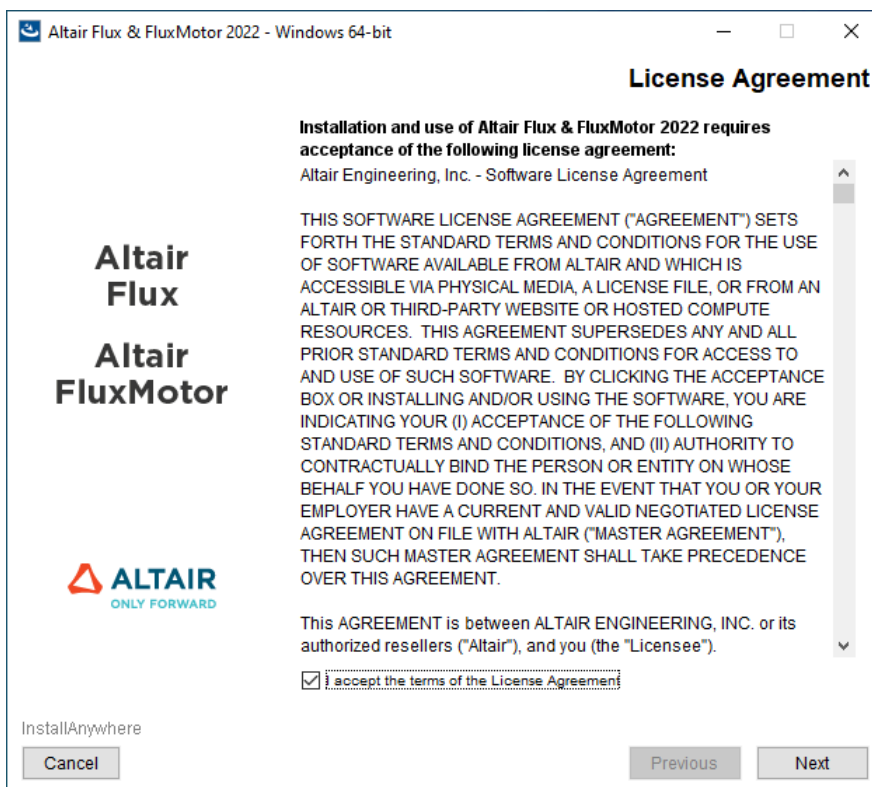 Altair Flux & FluxMotor 2022 - Windows 64-bit
License Agreement
Installation and use of Altair Flux & FluxMotor 2022 requires
acceptance of the following license agreement:
Altair Engineering, Inc. - Software License Agreement
THIS SOFTWARE LICENSE AGREEMENT ("AGREEMENT") SETS
FORTH THE STANDARD TERMS AND CONDITIONS FOR THE USE
OF SOFTWARE AVAILABLE FROM ALTAIR AND WHICH IS
ACCESSIBLE VIA PHYSICAL MEDIA, A LICENSE FILE, OR FROM AN
ALTAIR OR THIRD-PARTY WEBSITE OR HOSTED COMPUTE
RESOURCES.  THIS AGREEMENT SUPERSEDES ANY AND ALL
PRIOR STANDARD TERMS AND CONDITIONS FOR ACCESS TO
AND USE OF SUCH SOFTWARE.  BY CLICKING THE ACCEPTANCE
BOX OR INSTALLING AND/OR USING THE SOFTWARE, YOU ARE
INDICATING YOUR (I) ACCEPTANCE OF THE FOLLOWING
STANDARD TERMS AND CONDITIONS, AND (II) AUTHORITY TO
CONTRACTUALLY BIND THE PERSON OR ENTITY ON WHOSE
BEHALF YOU HAVE DONE SO. IN THE EVENT THAT YOU OR YOUR
EMPLOYER HAVE A CURRENT AND VALID NEGOTIATED LICENSE
AGREEMENT ON FILE WITH ALTAIR ("MASTER AGREEMENT"),
THEN SUCH MASTER AGREEMENT SHALL TAKE PRECEDENCE
OVER THIS AGREEMENT.
This AGREEMENT is between ALTAIR ENGINEERING, INC. or its
authorized resellers ("Altair"), and you (the "Licensee").
I accept the terms of the License Agreement
Altair
Flux
Altair
FluxMotor
ALTAIR
ONLY FORWARD
InstallAnywhere
Cancel
Previous
Next